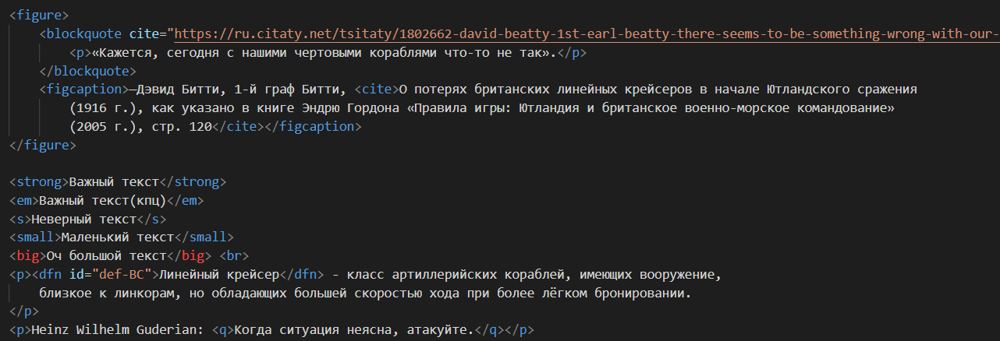 <figure>
<blockquote cite="https://ru.citaty.net/tsitaty/1802662-david-beatty-1st-earl-beatty-there-seems-to-be-something-wrong-with-our-
<p>«Кажется, сегодня с нашими чертовыми кораблями что-то не так».</p>
</blockquote>
<figcaption>—Дэвид Битти, 1-й граф Битти, <cite>О потерях британских линейных крейсеров в начале Ютландского сражения
(1916 г.), как указано в книге Эндрю Гордона «Правила игры: Ютландия и британское военно-морское командование»
(2005 г.), стр. 120</cite></figcaption>
</figure>
<strong>Важный текст</strong>
<em>Важный текст(кпц)</em>
<s>Неверный текст</s>
<small>Маленький текст</small>
<big>Оч большой текст</big> <br>
<p><dfn id="def-BC">Линейный крейсер</dfn> - класс артиллерийских кораблей, имеющих вооружение,
близкое к линкорам, но обладающих большей скоростью хода при более лёгком бронировании.
</p>
<p>Heinz Wilhelm Guderian: <q>Когда ситуация неясна, атакуйте.</q></p>